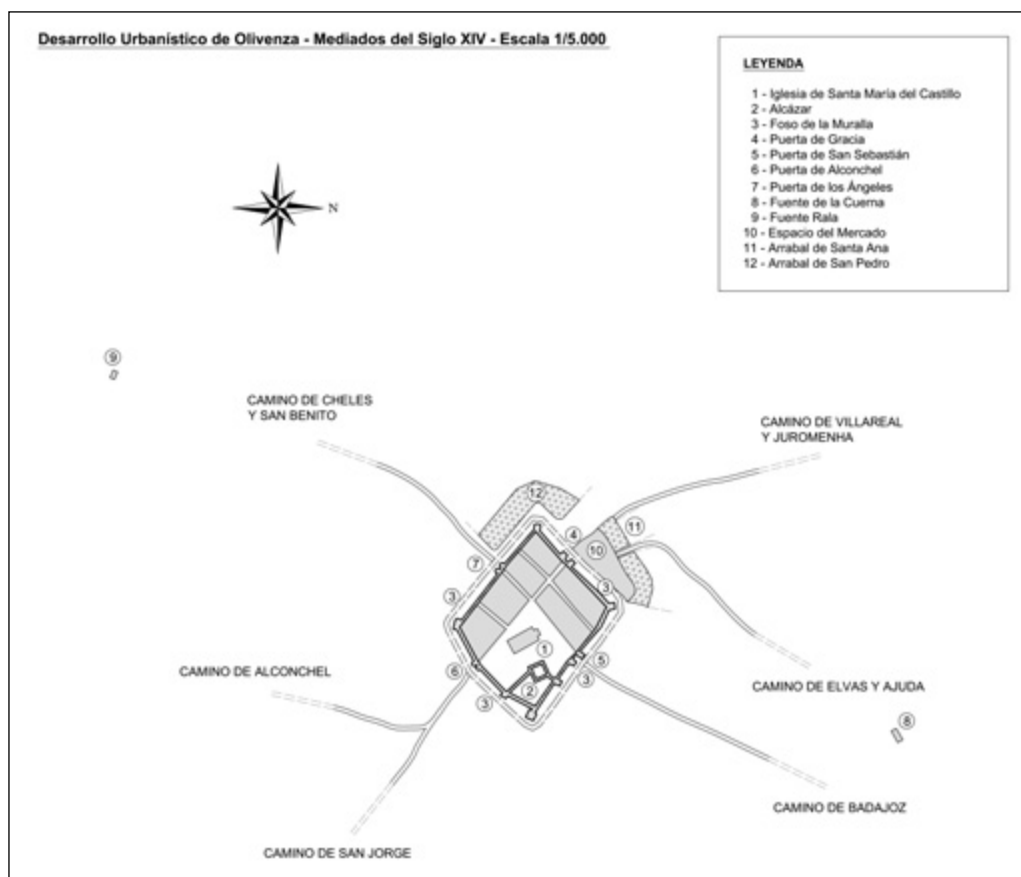 Desarrollo Urbanístico de Olivenza - Mediados del Siglo XIV - Escala 1/5.000
LEYENDA
1 - Iglesia de Santa María del Castillo
2 - Alcázar
3 - Foso de la Muralla
4 - Puerta de Gracia
5 - Puerta de San Sebastián
6 - Puerta de Alconchel
7 - Puerta de los Ángeles
8 - Fuente de la Cuerna
9 - Fuente Rala
10 - Espacio del Mercado
11 - Arrabal de Santa Ana
12 - Arrabal de San Pedro
N
9
CAMINO DE CHELES
Y SAN BENITO
CAMINO DE VILLAREAL
Y JUROMENHA
12
4
11
10
7
3
3
1
5
6
3
2
3
CAMINO DE ALCONCHEL
CAMINO DE ELVAS Y AJUDA
8
CAMINO DE BADAJOZ
CAMINO DE SAN JORGE